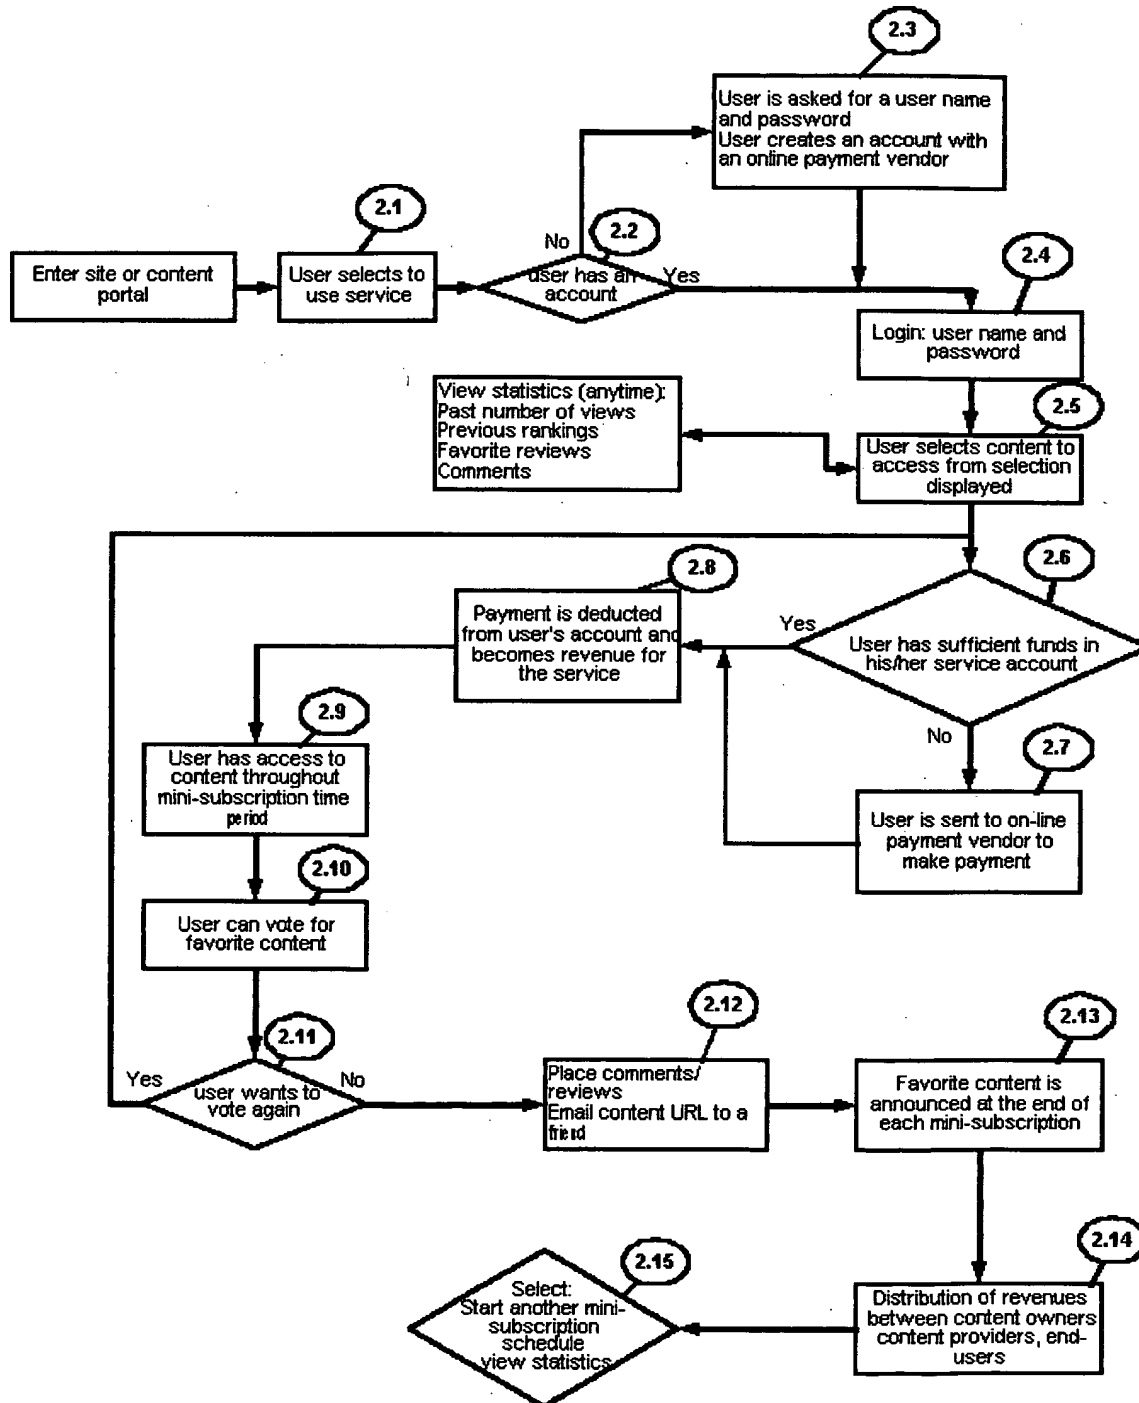 2.3
User is asked for a user name
and password
User creates an account with
an online payment vendor
2.1
2.2
2.4
No
Yes
Enter site or content
portal
User selects to
use service
user has an
account
Login: user name and
password
View statistics (anytime):
Past number of views
Previous rankings
Favorite reviews
Comments
2.5
User selects content to
access from selection
displayed
2.8
2.6
Payment is deducted
from user's account and
becomes revenue for
the service
Yes
User has sufficient funds in
his/her service account
No
2.9
User has access to
content throughout
mini-subscription time
period
2.7
User is sent to on-line
payment vendor to
make payment
2.10
User can vote for
favorite content
2.11
Yes
No
user wants to
vote again
2.12
Place comments/
reviews
Email content URL to a
friend
2.13
Favorite content is
announced at the end of
each mini-subscription
2.14
Distribution of revenues
between content owners
content providers, end-
users
2.15
Select:
Start another mini-
subscription
schedule
view statistics